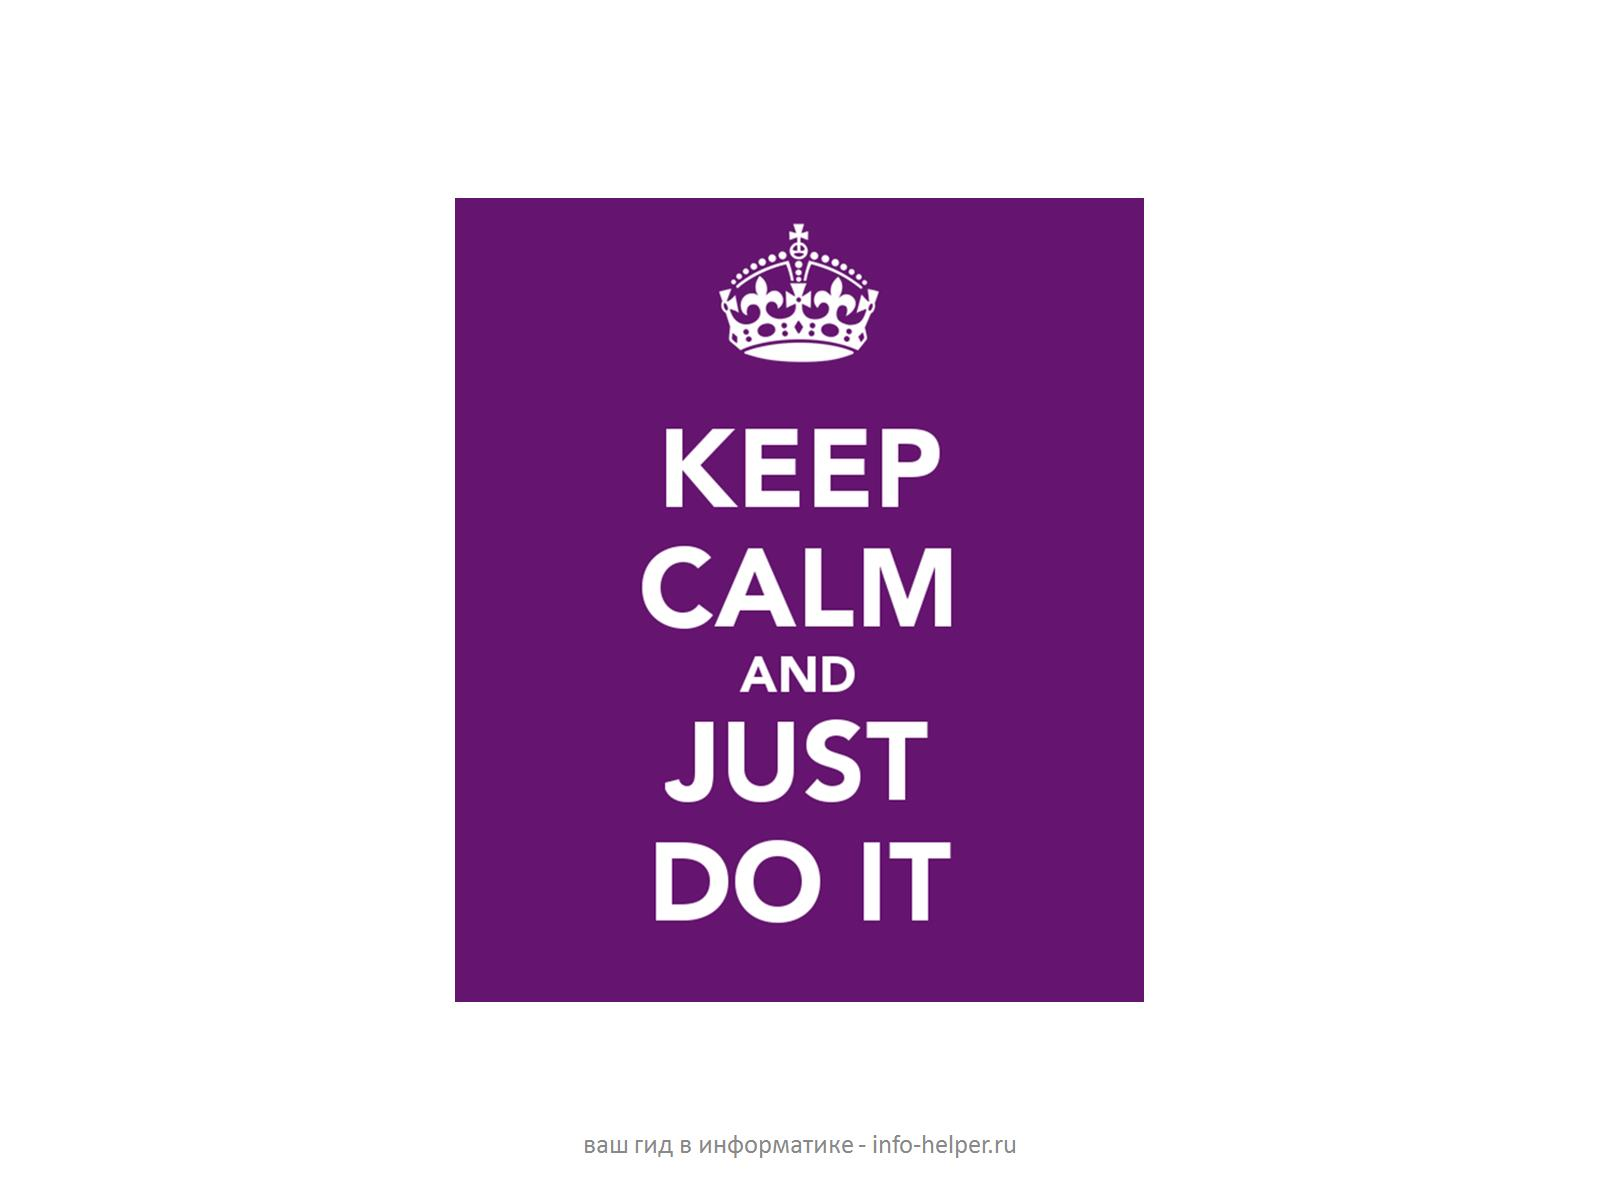 KEEP
CALM
AND
JUST
DO IT
ваш гид в информатике - info-helper.ru